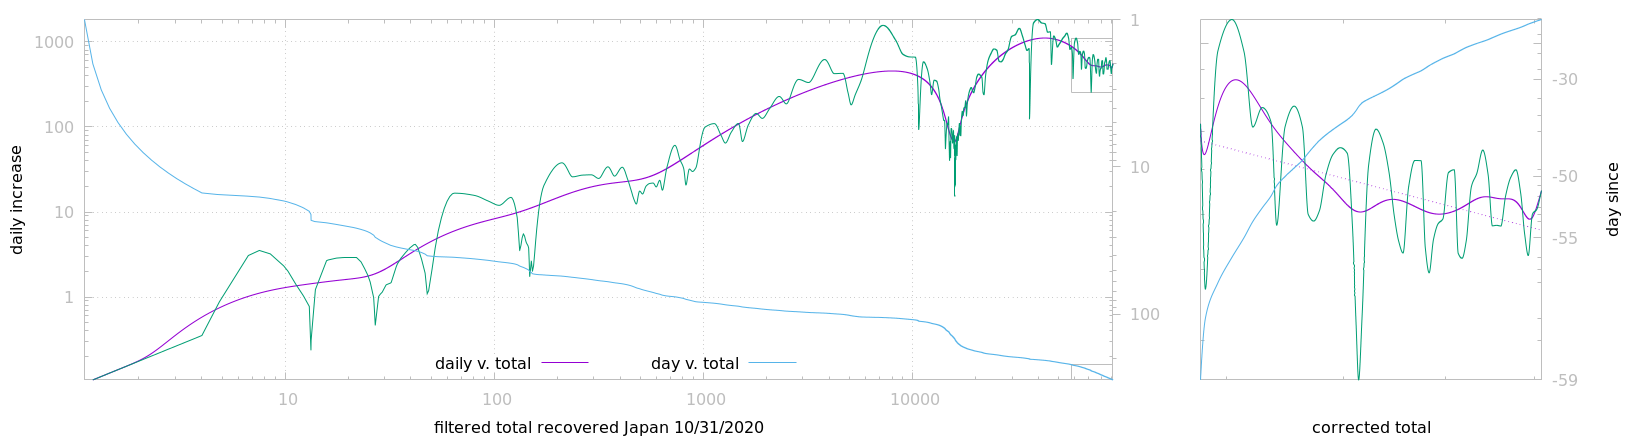 1000
100
10
1
daily increase
daily v. total
day v. total
10
100
1000
10000
filtered total recovered Japan 10/31/2020
1
10
100
-30
-50
-55
-59
day since
corrected total